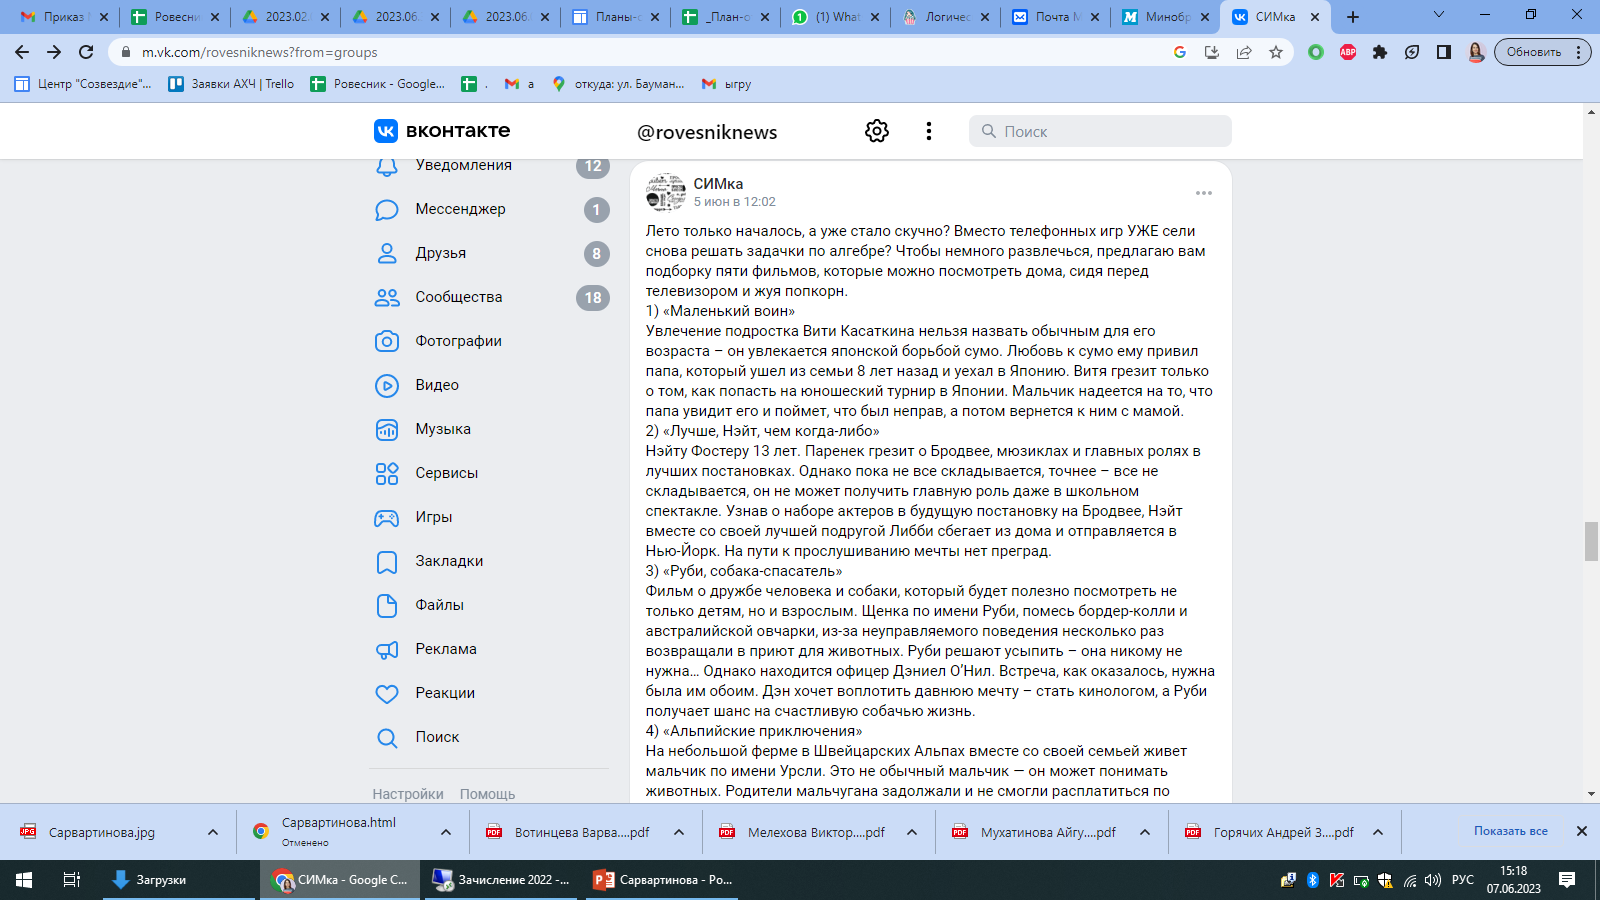 Приказ
Ровесни
2023.02.
2023.06.
2023.06.
Планы-с
_План-о
(1) What
Логичес
Почта М
Минобр
СИМка
m.vk.com/rovesniknews?from=groups
Обновить
Центр "Созвездие"...
Заявки АХЧ | Trello
Ровесник - Google...
.
а
откуда: ул. Бауман...
ыгру
вконтакте
@rovesniknews
Поиск
Уведомления 12
Мессенджер 1
Друзья 8
Сообщества 18
Фотографии
Видео
Музыка
Сервисы
Игры
Закладки
Файлы
Реклама
Реакции
Поиск
Настройки Помощь
СИМка
5 июн в 12:02
Лето только началось, а уже стало скучно? Вместо телефонных игр УЖЕ сели
снова решать задачки по алгебре? Чтобы немного развлечься, предлагаю вам
подборку пяти фильмов, которые можно посмотреть дома, сидя перед
телевизором и жуя попкорн.
1) «Маленький воин»
Увлечение подростка Вити Касаткина нельзя назвать обычным для его
возраста – он увлекается японской борьбой сумо. Любовь к сумо ему привил
папа, который ушел из семьи 8 лет назад и уехал в Японию. Витя грезит только
о том, как попасть на юношеский турнир в Японии. Мальчик надеется на то, что
папа увидит его и поймет, что был неправ, а потом вернется к ним с мамой.
2) «Лучше, Нэйт, чем когда-либо»
Нэйту Фостеру 13 лет. Паренек грезит о Бродвее, мюзиклах и главных ролях в
лучших постановках. Однако пока не все складывается, точнее – все не
складывается, он не может получить главную роль даже в школьном
спектакле. Узнав о наборе актеров в будущую постановку на Бродвее, Нэйт
вместе со своей лучшей подругой Либби сбегает из дома и отправляется в
Нью-Йорк. На пути к прослушиванию мечты нет преград.
3) «Руби, собака-спасатель»
Фильм о дружбе человека и собаки, который будет полезно посмотреть не
только детям, но и взрослым. Щенка по имени Руби, помесь бордер-колли и
австралийской овчарки, из-за неуправляемого поведения несколько раз
возвращали в приют для животных. Руби решают усыпить – она никому не
нужна… Однако находится офицер Дэниел О’Нил. Встреча, как оказалось, нужна
была им обоим. Дэн хочет воплотить давнюю мечту – стать кинологом, а Руби
получает шанс на счастливую собачью жизнь.
4) «Альпийские приключения»
На небольшой ферме в Швейцарских Альпах вместе со своей семьей живет
мальчик по имени Урсли. Это не обычный мальчик — он может понимать
животных. Родители мальчугана задолжали и не смогли расплатиться по
Сарвартинова.jpg
Сарвартинова.html
Отменено
Вотинцева Варва....pdf
Мелехова Виктор....pdf
Мухатинова Айгу....pdf
Горячих Андрей З....pdf
Показать все
Загрузки
СИМка - Google C...
Зачисление 2022 -...
Сарвартинова - Po...
РУС
15:18
07.06.2023